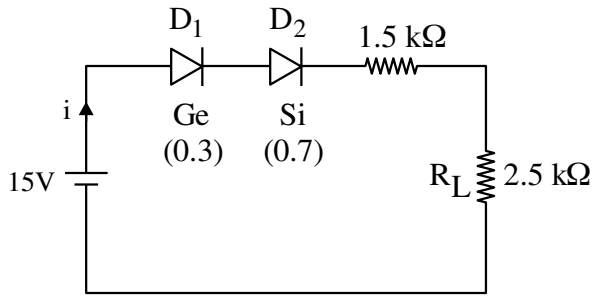 D1 D2 1.5 kΩ
i Ge Si
(0.3) (0.7)
15V RL 2.5 kΩ